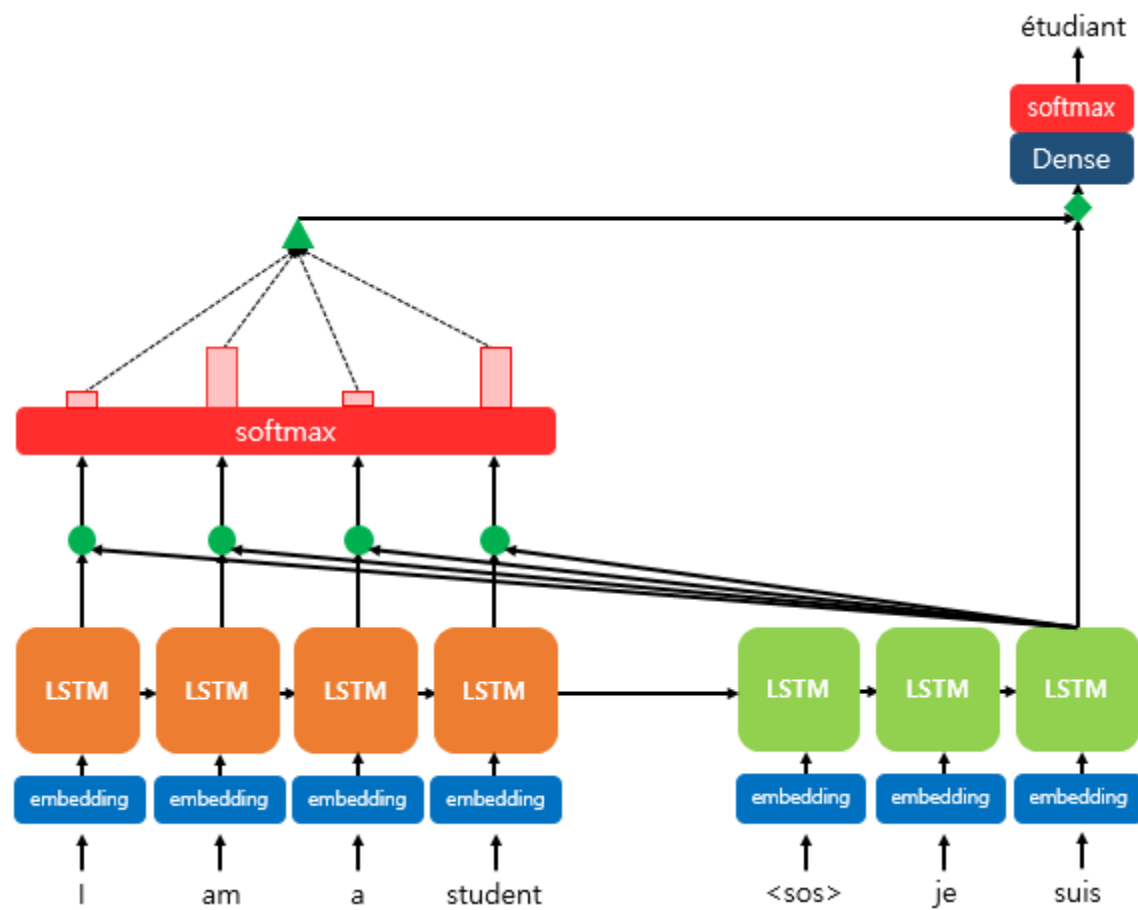 étudiant
softmax
Dense
softmax
LSTM LSTM LSTM LSTM LSTM LSTM LSTM
embedding embedding embedding embedding embedding embedding embedding
I am a student <sos> je suis